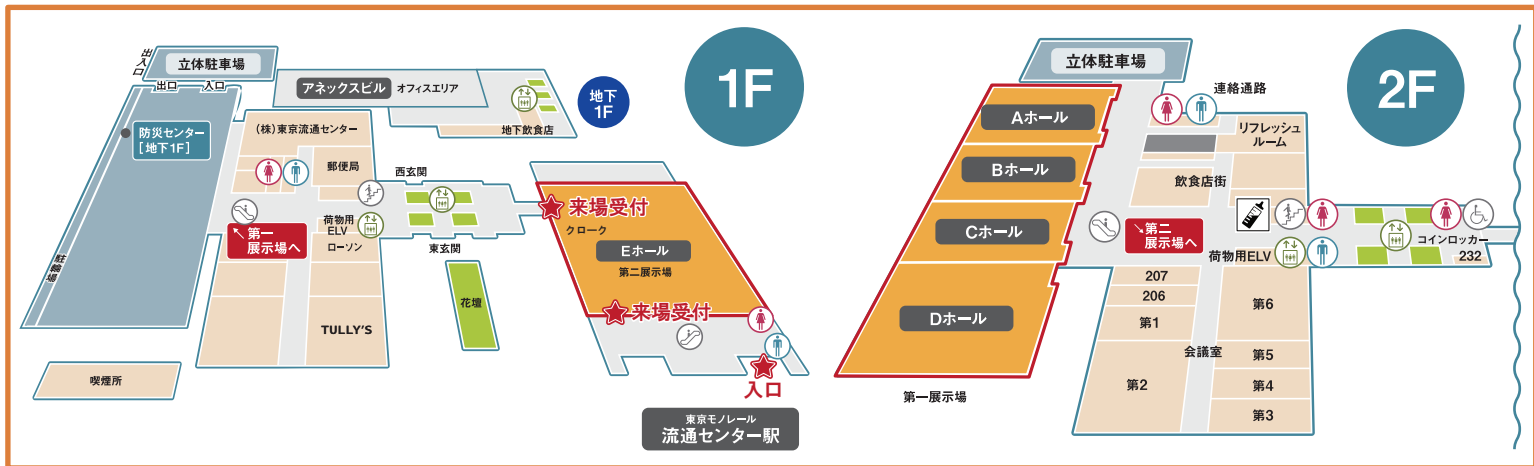 1F
出入口
立体駐車場
出口
入口
アネックスビル
オフィスエリア
地下
1F
地下飲食店
防災センター
[地下1F]
(株)東京流通センター
郵便局
西玄関
荷物用
ELV
ローソン
第一
展示場へ
東玄関
花壇
TULLY'S
駐輪場
喫煙所
来場受付
クローク
Eホール
第二展示場
来場受付
入口
東京モノレール
流通センター駅
2F
立体駐車場
連絡通路
リフレッシュ
ルーム
飲食店街
Aホール
Bホール
Cホール
Dホール
第一展示場
第二
展示場へ
荷物用ELV
コインロッカー
232
207
206
第1
第2
会議室
第6
第5
第4
第3